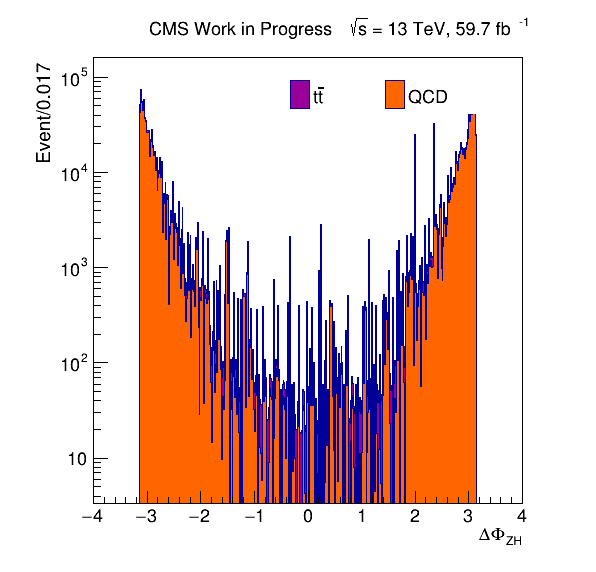 CMS Work in Progress √s = 13 TeV, 59.7 fb⁻¹
Event/0.017
tt̄
QCD
10⁵
10⁴
10³
10²
10
−4 −3 −2 −1 0 1 2 3 4
ΔΦ_ZH